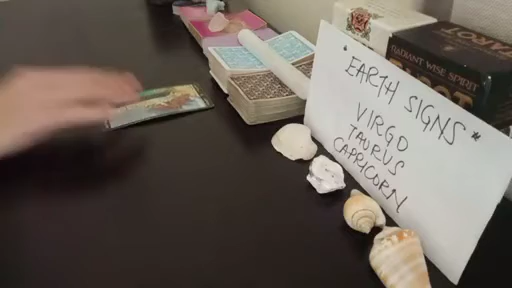 * EARTH SIGNS *
VIRGO
TAURUS
CAPRICORN
RADIANT WISE SPIRIT
TAROT